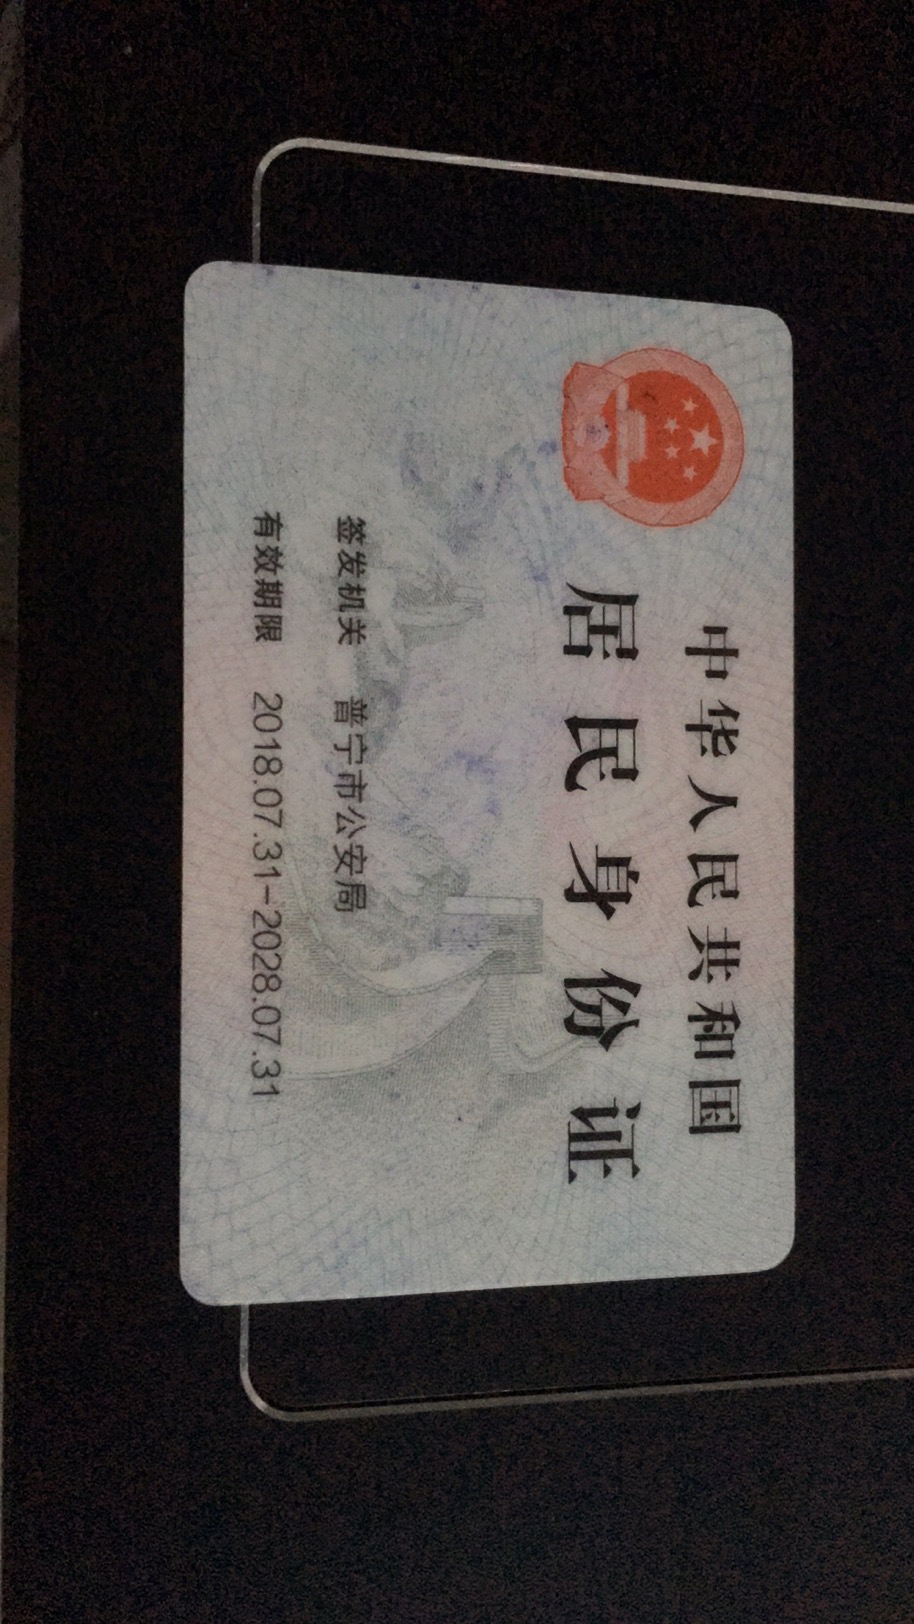 中华人民共和国
居民身份证
签发机关 普宁市公安局
有效期限 2018.07.31-2028.07.31